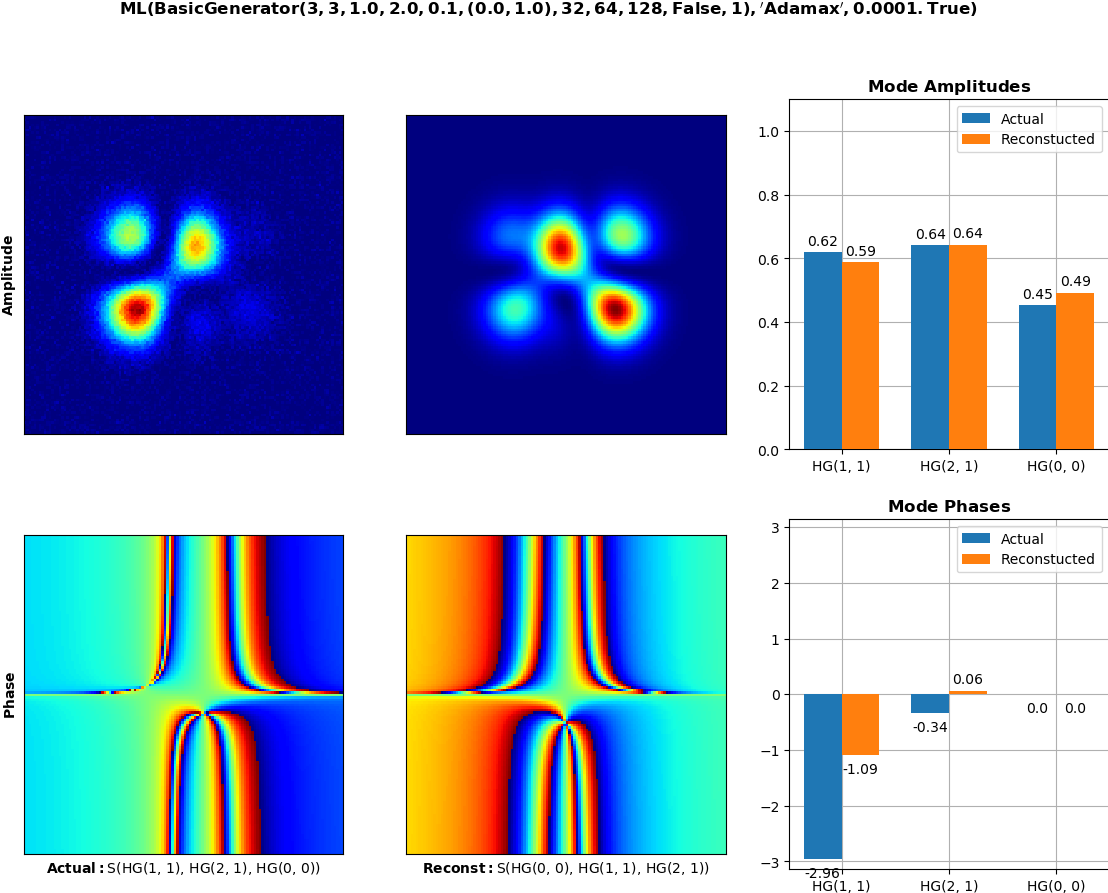 ML(BasicGenerator(3, 3, 1.0, 2.0, 0.1, (0.0, 1.0), 32, 64, 128, False, 1), 'Adamax', 0.0001. True)
Mode Amplitudes
Amplitude
1.0
0.8
0.6
0.4
0.2
0.0
Actual
Reconstucted
0.62
0.59
0.64
0.64
0.45
0.49
HG(1, 1)
HG(2, 1)
HG(0, 0)
Mode Phases
Phase
3
2
1
0
−1
−2
−3
Actual
Reconstucted
-2.96
-1.09
-0.34
0.06
0.0
0.0
HG(1, 1)
HG(2, 1)
HG(0, 0)
Actual: S(HG(1, 1), HG(2, 1), HG(0, 0))
Reconst: S(HG(0, 0), HG(1, 1), HG(2, 1))